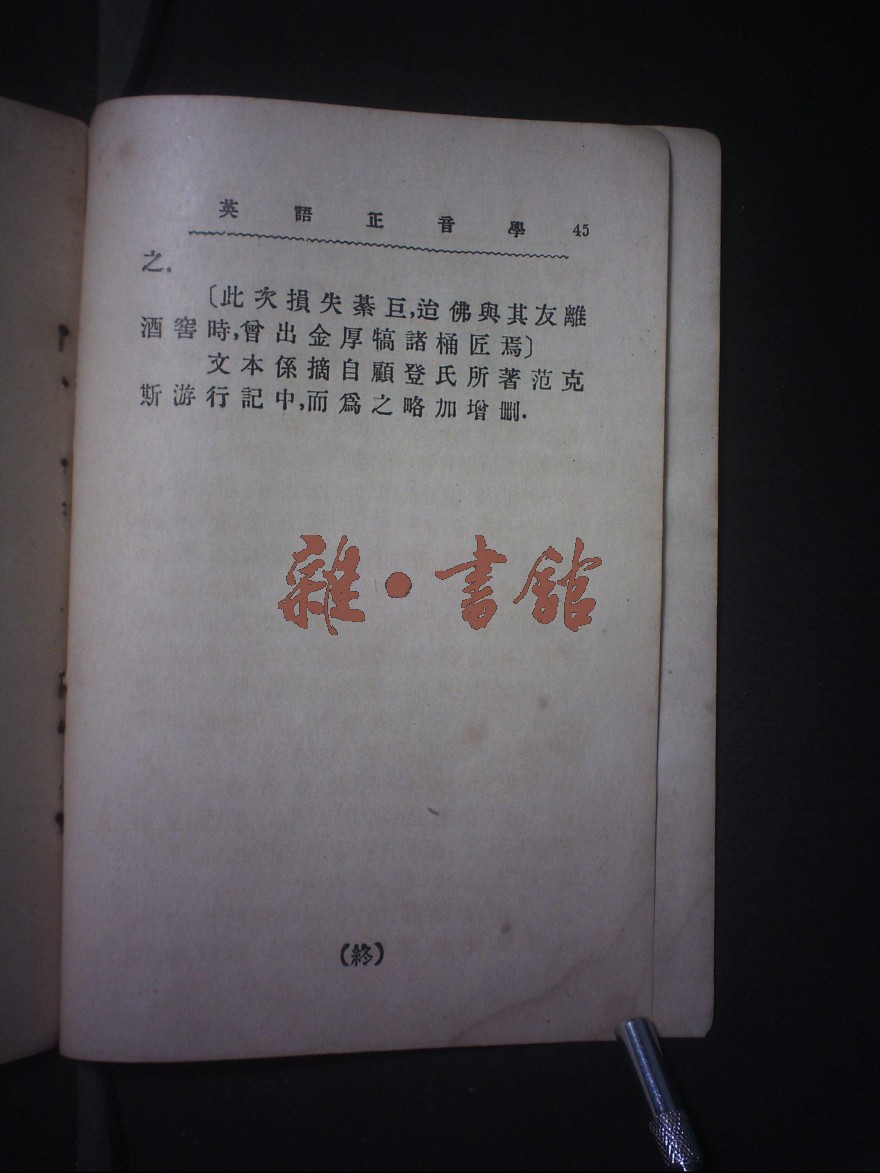 英語正音學 45
之.
〔此次損失綦巨,迨佛與其友離
酒窖時,曾出金厚犒諸桶匠焉〕
文本係摘自顧登氏所著范克
斯游行記中,而爲之略加增刪.
雜·書館
(終)